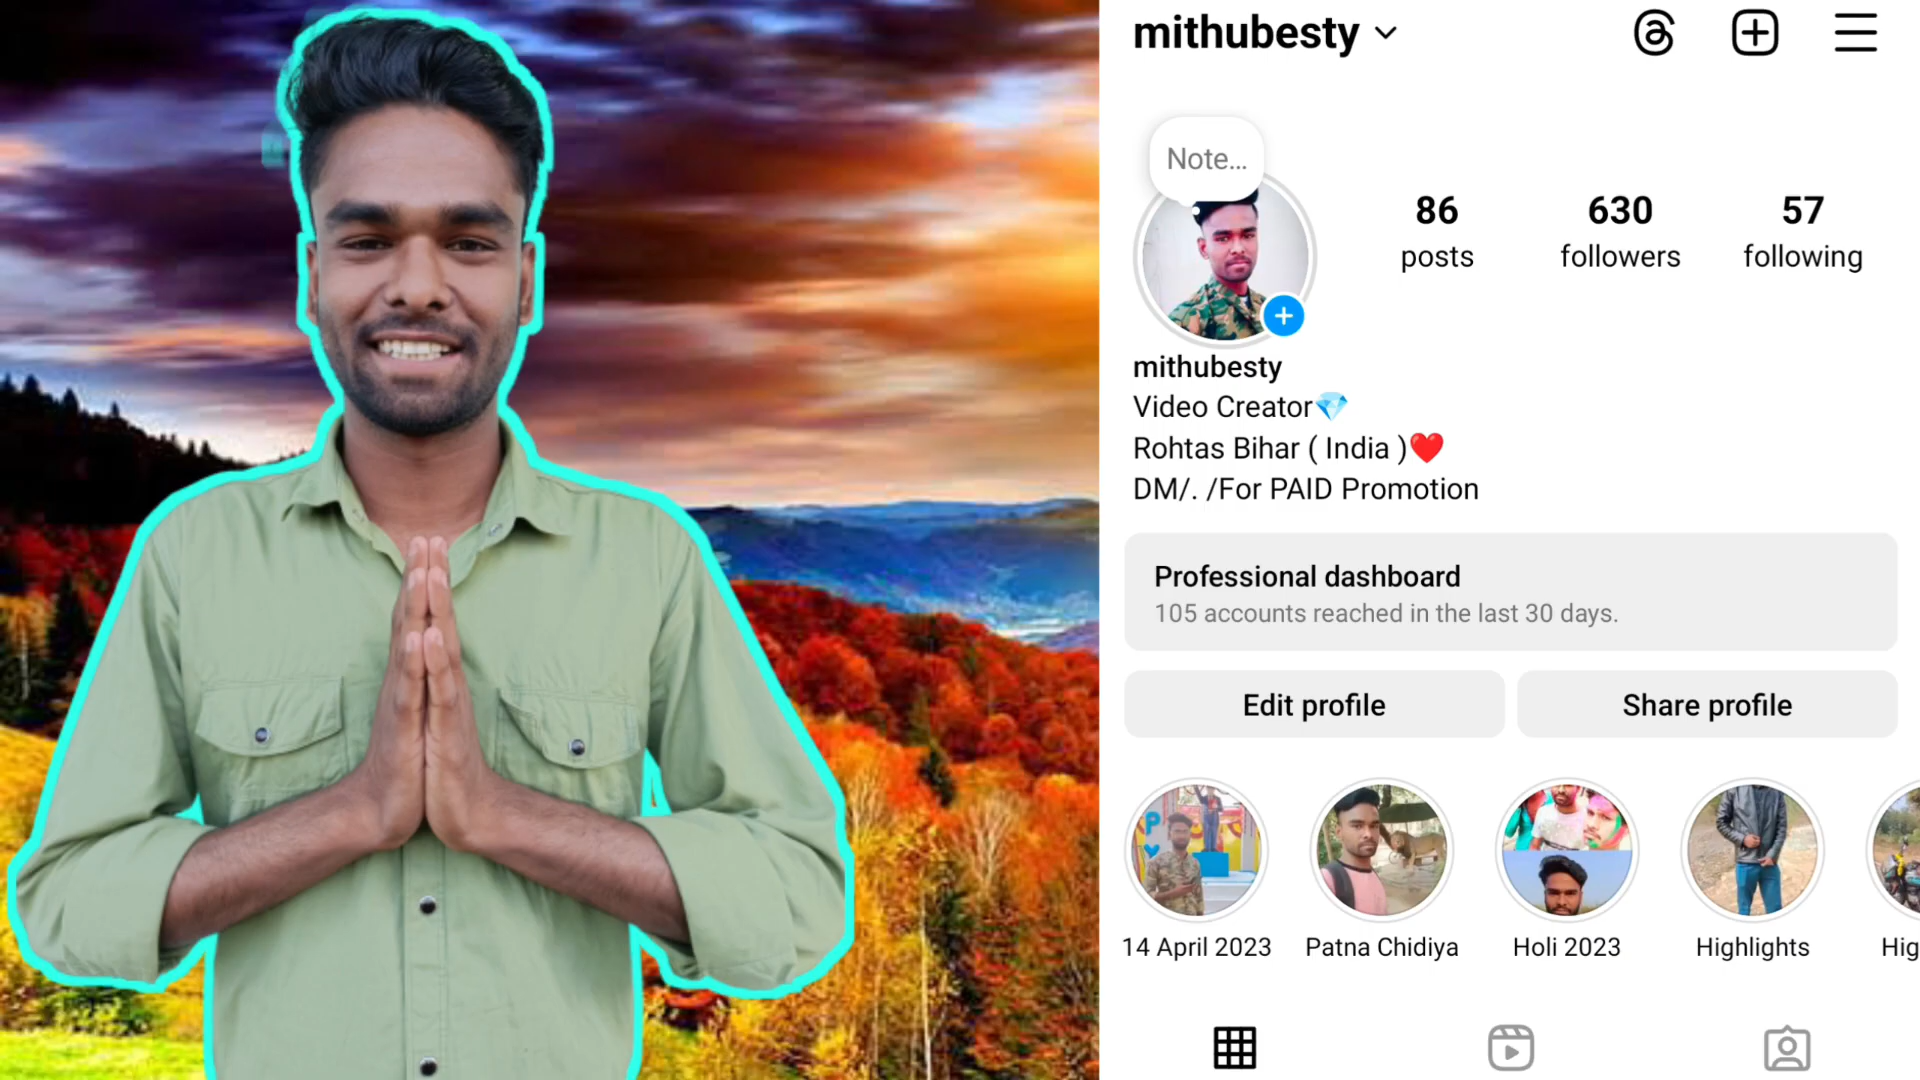 mithubesty
Note...
86 630 57
posts followers following
mithubesty
Video Creator💎
Rohtas Bihar ( India )❤️
DM/. /For PAID Promotion
Professional dashboard
105 accounts reached in the last 30 days.
Edit profile Share profile
14 April 2023 Patna Chidiya Holi 2023 Highlights Hig